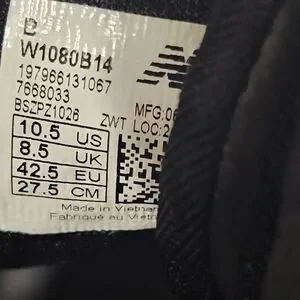 D
W1080B14
197966131067
7668033
BSZPZ1026 ZWT
MFG:06
LOC:2
10.5 US
8.5 UK
42.5 EU
27.5 CM
Made in Vietnam
Fabriqué au Vietn